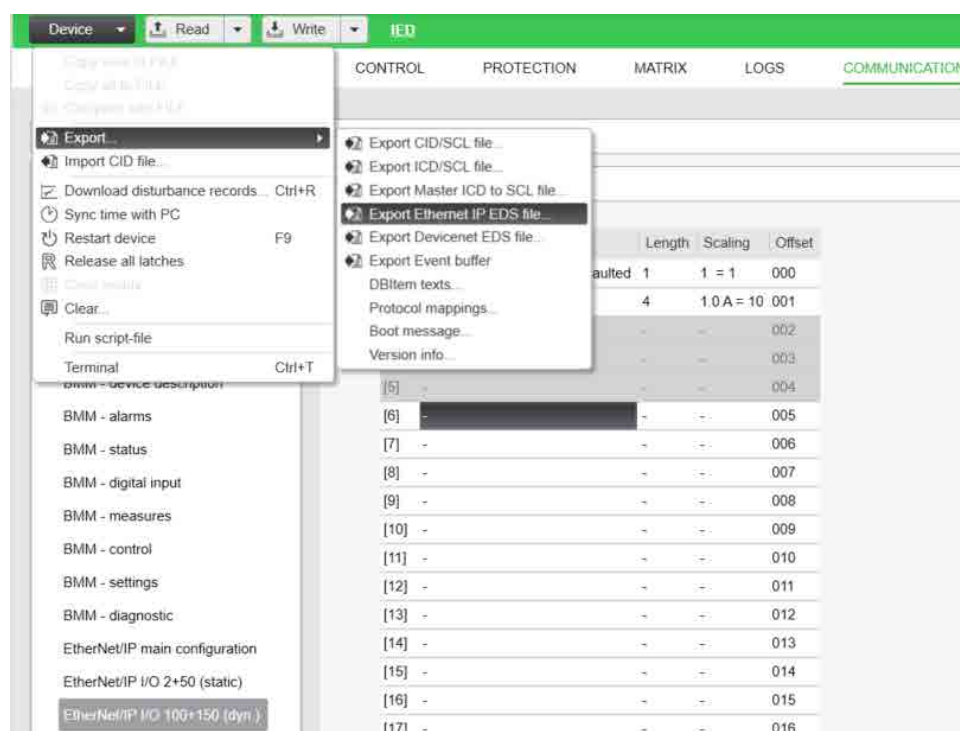 Device Read Write IED
CONTROL PROTECTION MATRIX LOGS COMMUNICATION
Export...
Import CID file...
Download disturbance records... Ctrl+R
Sync time with PC
Restart device F9
Release all latches
Clear...
Run script-file
Terminal Ctrl+T
Export CID/SCL file...
Export ICD/SCL file...
Export Master ICD to SCL file...
Export Ethernet IP EDS file...
Export Devicenet EDS file...
Export Event buffer
DBItem texts...
Protocol mappings...
Boot message...
Version info...
Length Scaling Offset
aulted 1 1 = 1 000
4 1.0 A = 10 001
- - 002
- - 003
[5] - - - 004
[6] - - - 005
[7] - - - 006
[8] - - - 007
[9] - - - 008
[10] - - - 009
[11] - - - 010
[12] - - - 011
[13] - - - 012
[14] - - - 013
[15] - - - 014
[16] - - - 015
[17] - - - 016
BMM - device description
BMM - alarms
BMM - status
BMM - digital input
BMM - measures
BMM - control
BMM - settings
BMM - diagnostic
EtherNet/IP main configuration
EtherNet/IP I/O 2+50 (static)
EtherNet/IP I/O 100+150 (dyn.)